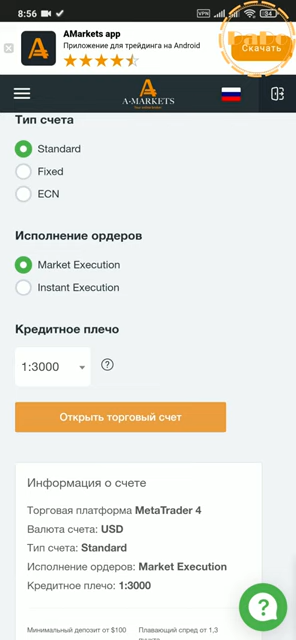 8:56
VPN
34
AMarkets app
Приложение для трейдинга на Android
Скачать
A-MARKETS
Тип счета
Standard
Fixed
ECN
Исполнение ордеров
Market Execution
Instant Execution
Кредитное плечо
1:3000
Открыть торговый счет
Информация о счете
Торговая платформа MetaTrader 4
Валюта счета: USD
Тип счета: Standard
Исполнение ордеров: Market Execution
Кредитное плечо: 1:3000
Минимальный депозит от $100
Плавающий спред от 1,3
пункта